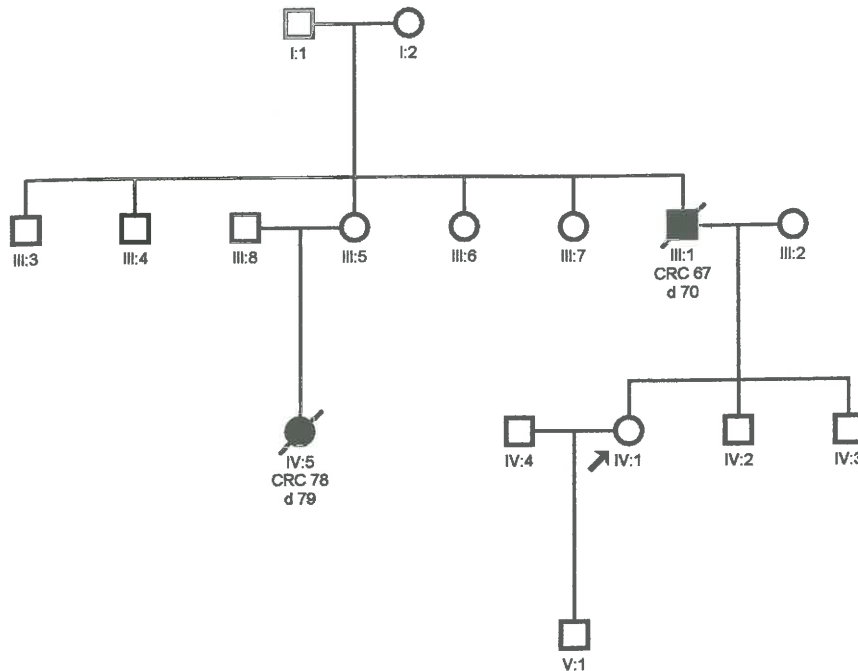 I:1
I:2
III:3
III:4
III:8
III:5
III:6
III:7
III:1
CRC 67
d 70
III:2
IV:5
CRC 78
d 79
IV:4
IV:1
IV:2
IV:3
V:1